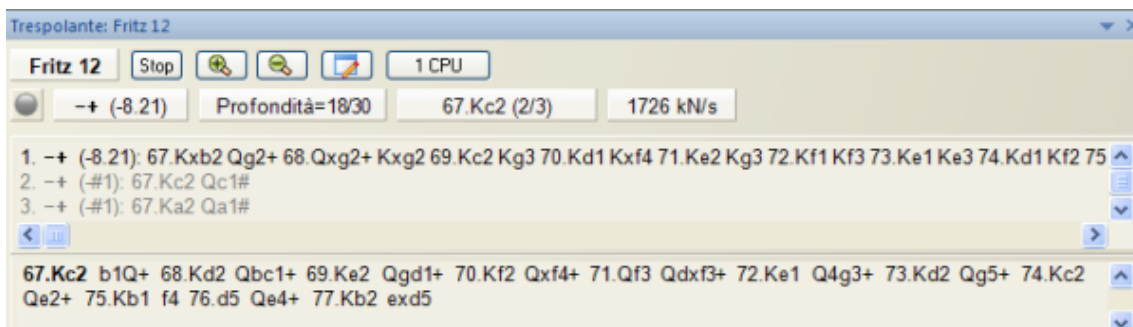 Trespolante: Fritz 12
Fritz 12 Stop 1 CPU
-+ (-8.21) Profondità=18/30 67.Kc2 (2/3) 1726 kN/s
1. -+ (-8.21): 67.Kxb2 Qg2+ 68.Qxg2+ Kxg2 69.Kc2 Kg3 70.Kd1 Kxf4 71.Ke2 Kg3 72.Kf1 Kf3 73.Ke1 Ke3 74.Kd1 Kf2 75
2. -+ (-#1): 67.Kc2 Qc1#
3. -+ (-#1): 67.Ka2 Qa1#
67.Kc2 b1Q+ 68.Kd2 Qbc1+ 69.Ke2 Qgd1+ 70.Kf2 Qxf4+ 71.Qf3 Qdxf3+ 72.Ke1 Q4g3+ 73.Kd2 Qg5+ 74.Kc2
Qe2+ 75.Kb1 f4 76.d5 Qe4+ 77.Kb2 exd5